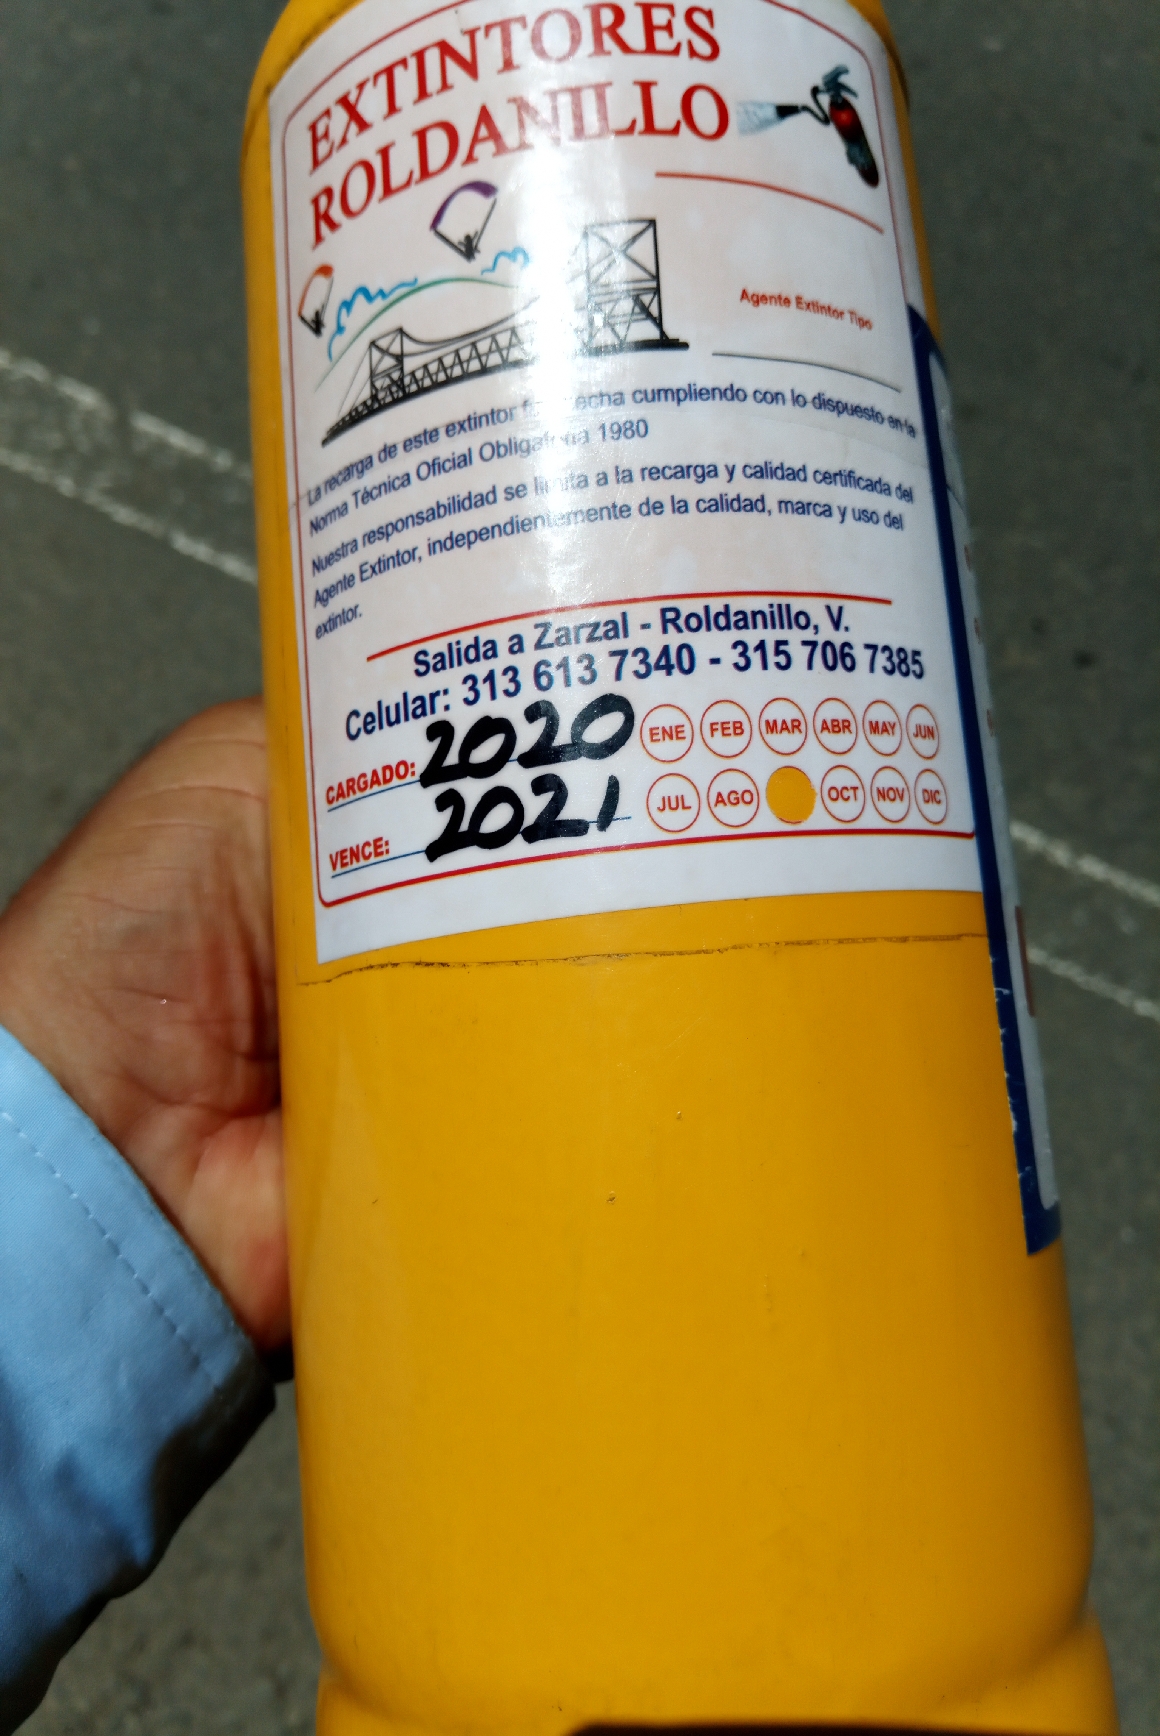 EXTINTORES
ROLDANILLO
Agente Extintor Tipo
La recarga de este extintor echa cumpliendo con lo dispuesto en la
Norma Técnica Oficial Obligatoria 1980
Nuestra responsabilidad se limita a la recarga y calidad certificada del
Agente Extintor, independientemente de la calidad, marca y uso del
extintor.
Salida a Zarzal - Roldanillo, V.
Celular: 313 613 7340 - 315 706 7385
CARGADO: 2020 ENE FEB MAR ABR MAY JUN
VENCE: 2021 JUL AGO OCT NOV DIC